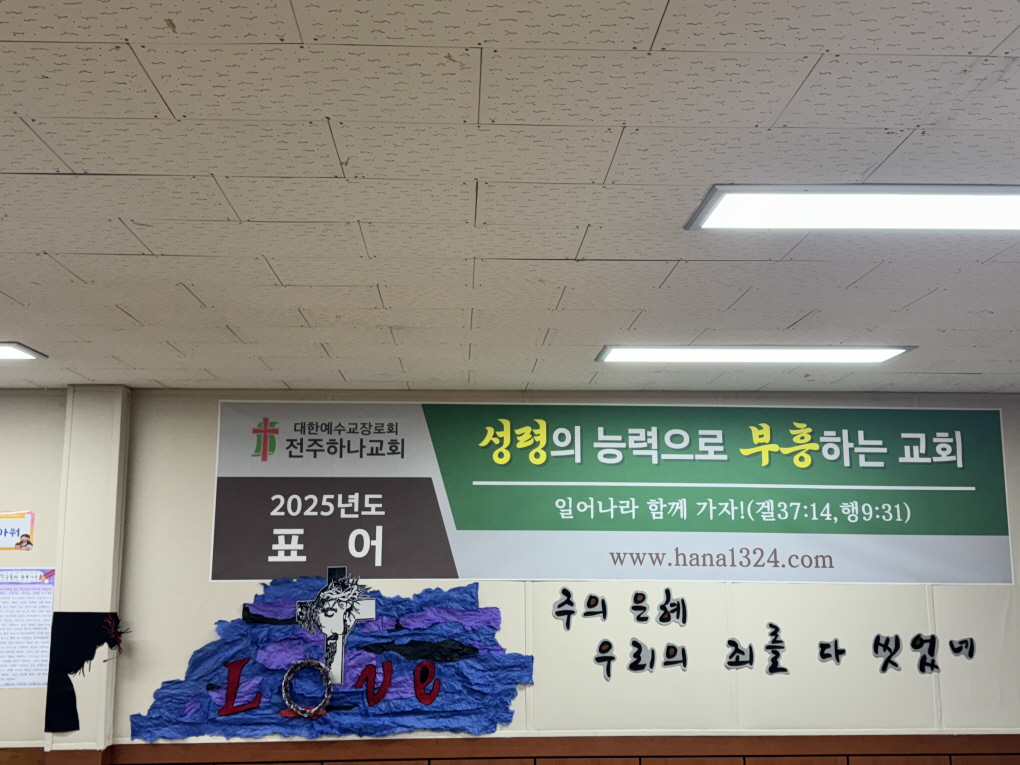 대한예수교장로회
전주하나교회
2025년도
표 어
성령의 능력으로 부흥하는 교회
일어나라 함께 가자!(겔37:14,행9:31)
www.hana1324.com
주의 은혜
우리의 죄를 다 씻었네
Love